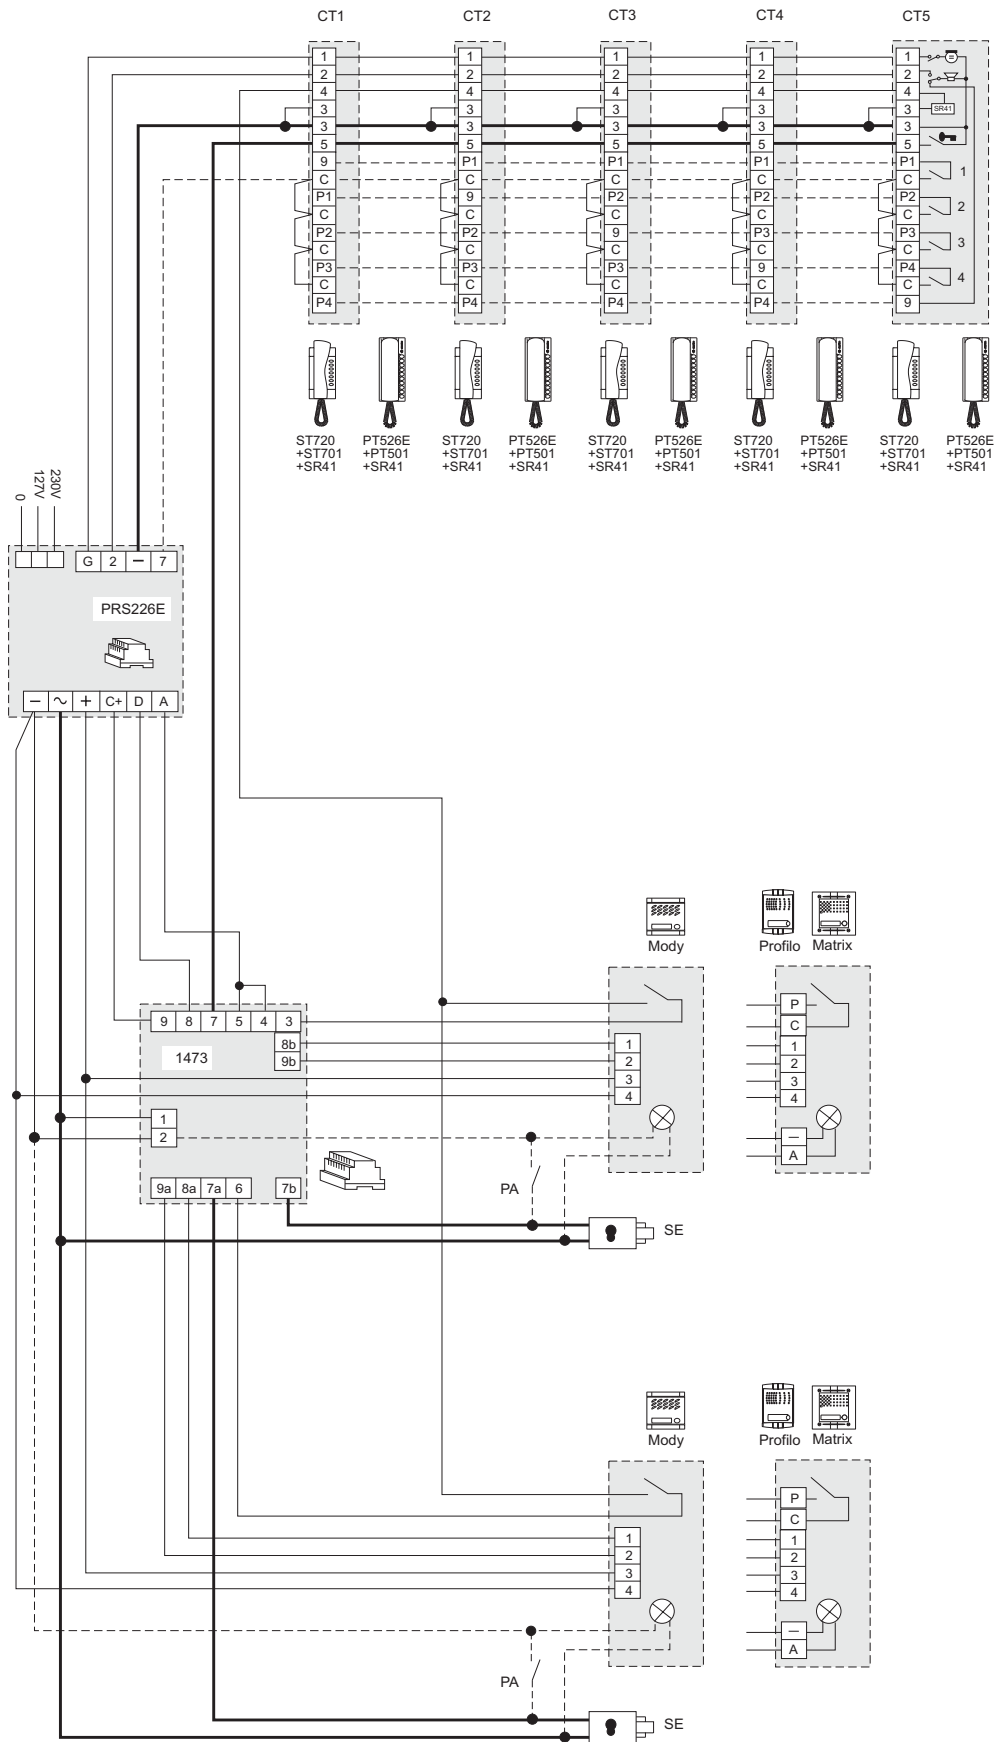 CT1 CT2 CT3 CT4 CT5
1 1 1 1 1
2 2 2 2 2
4 4 4 4 4
3 3 3 3 3 SR41
3 3 3 3 3
5 5 5 5 5
9 P1 P1 P1 P1 1
C C C C C
P1 9 P2 P2 P2 2
C C C C C
P2 P2 9 P3 P3 3
C C C C C
P3 P3 P3 9 P4 4
C C C C C
P4 P4 P4 P4 9
ST720 PT526E ST720 PT526E ST720 PT526E ST720 PT526E ST720 PT526E
+ST701 +PT501 +ST701 +PT501 +ST701 +PT501 +ST701 +PT501 +ST701 +PT501
+SR41 +SR41 +SR41 +SR41 +SR41 +SR41 +SR41 +SR41 +SR41 +SR41
0 127V 230V
G 2 — 7
PRS226E
— ~ + C+ D A
Mody Profilo Matrix
9 8 7 5 4 3
8b
9b
1473
1
2
9a 8a 7a 6 7b
1
2
3
4
P
C
1
2
3
4
—
A
PA
SE
Mody Profilo Matrix
1
2
3
4
P
C
1
2
3
4
—
A
PA
SE